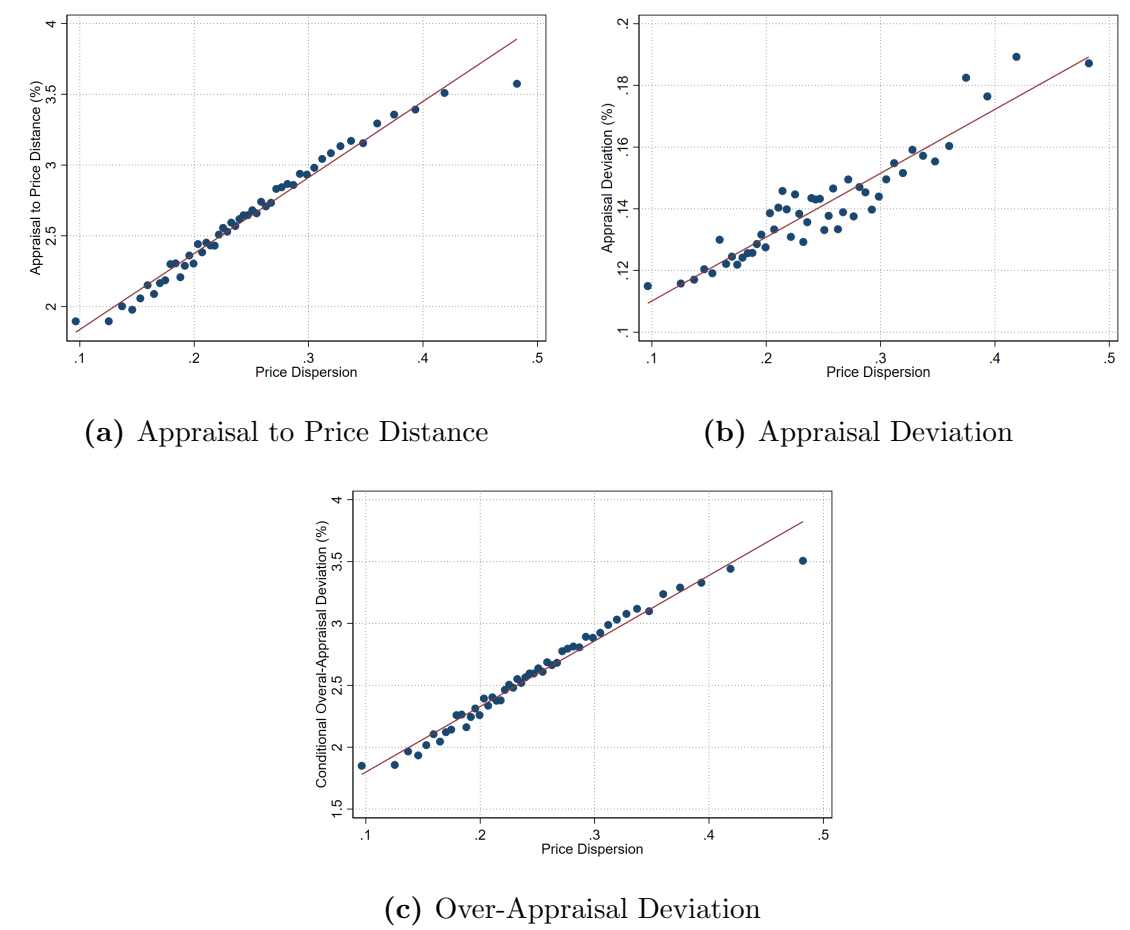 Appraisal to Price Distance (%)
4
3.5
3
2.5
2
.1 .2 .3 .4 .5
Price Dispersion
(a) Appraisal to Price Distance
Appraisal Deviation (%)
.2
.18
.16
.14
.12
.1
.1 .2 .3 .4 .5
Price Dispersion
(b) Appraisal Deviation
Conditional Overal-Appraisal Deviation (%)
4
3.5
3
2.5
2
1.5
.1 .2 .3 .4 .5
Price Dispersion
(c) Over-Appraisal Deviation